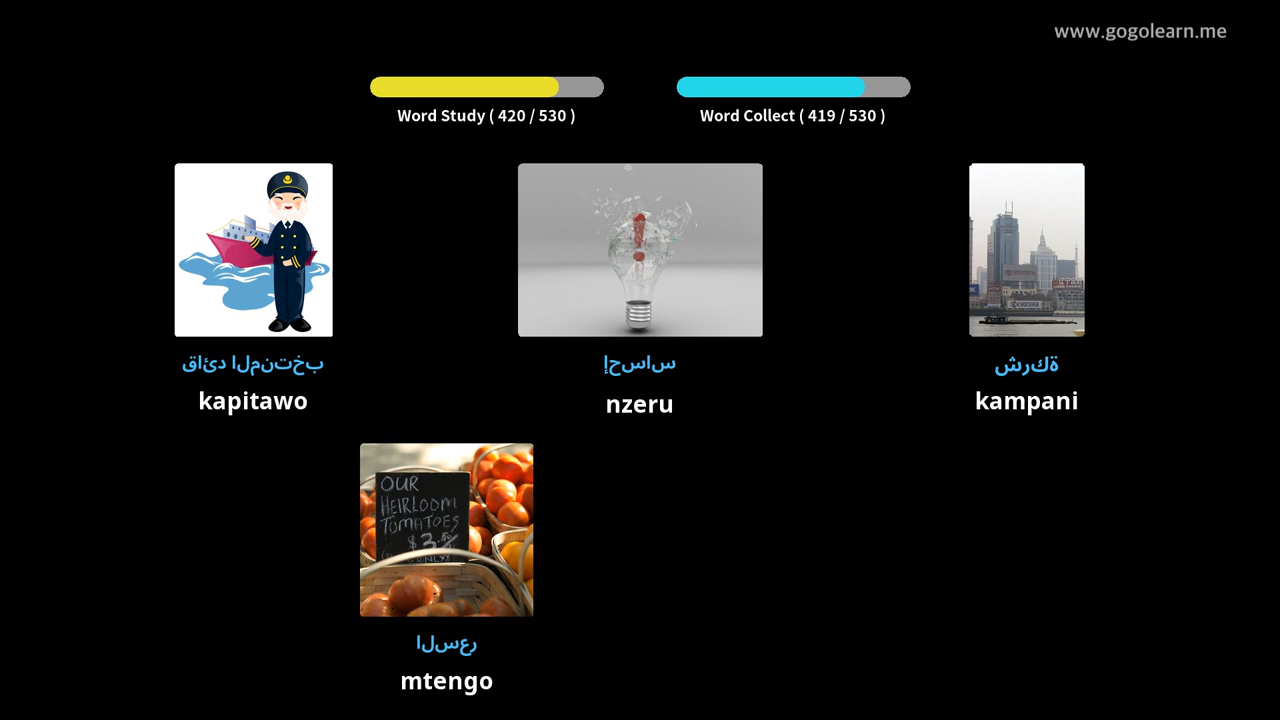 www.gogolearn.me
Word Study ( 420 / 530 )
Word Collect ( 419 / 530 )
قائد المنتخب
kapitawo
إحساس
nzeru
TOYOTA
شركة
kampani
OUR
HEIRLOOM
TOMATOES
السعر
mtengo